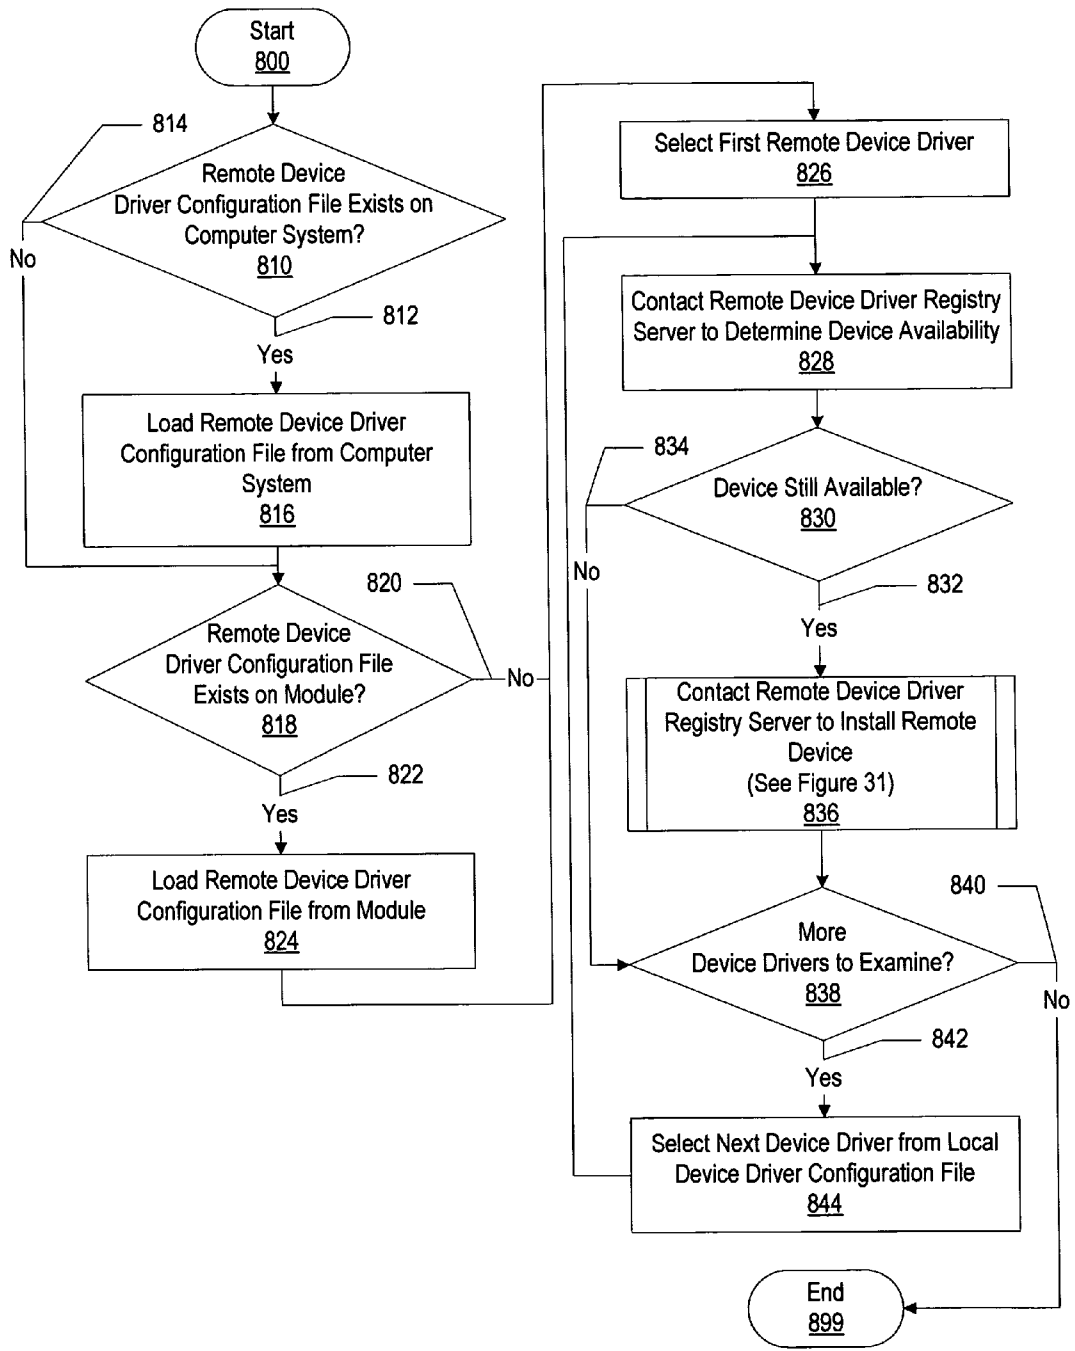 Start
800
814
Remote Device
Driver Configuration File Exists on
Computer System?
810
No
812
Yes
Load Remote Device Driver
Configuration File from Computer
System
816
820
Remote Device
Driver Configuration File
Exists on Module?
818
No
822
Yes
Load Remote Device Driver
Configuration File from Module
824
Select First Remote Device Driver
826
Contact Remote Device Driver Registry
Server to Determine Device Availability
828
834
Device Still Available?
830
No
832
Yes
Contact Remote Device Driver
Registry Server to Install Remote
Device
(See Figure 31)
836
840
More
Device Drivers to Examine?
838
No
842
Yes
Select Next Device Driver from Local
Device Driver Configuration File
844
End
899